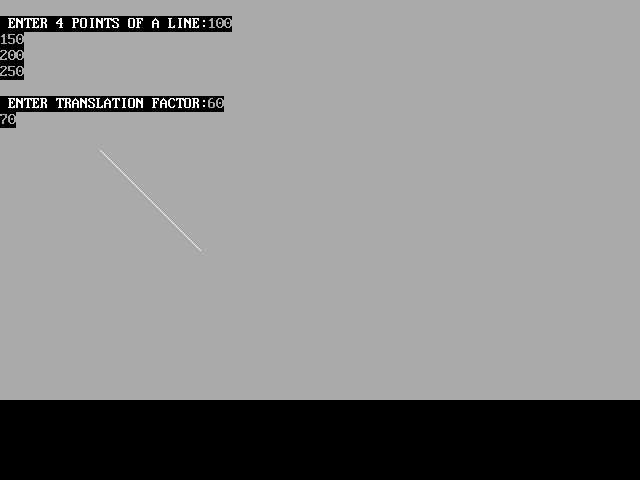 ENTER 4 POINTS OF A LINE:100
150
200
250
ENTER TRANSLATION FACTOR:60
70